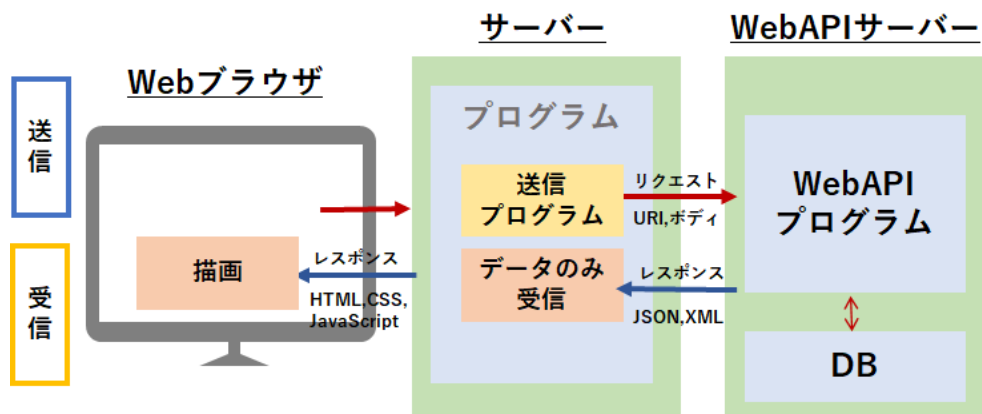 サーバー
WebAPIサーバー
Webブラウザ
送
信
プログラム
送信
プログラム
リクエスト
URI,ボディ
WebAPI
プログラム
受
信
描画
レスポンス
HTML,CSS,
JavaScript
データのみ
受信
レスポンス
JSON,XML
DB